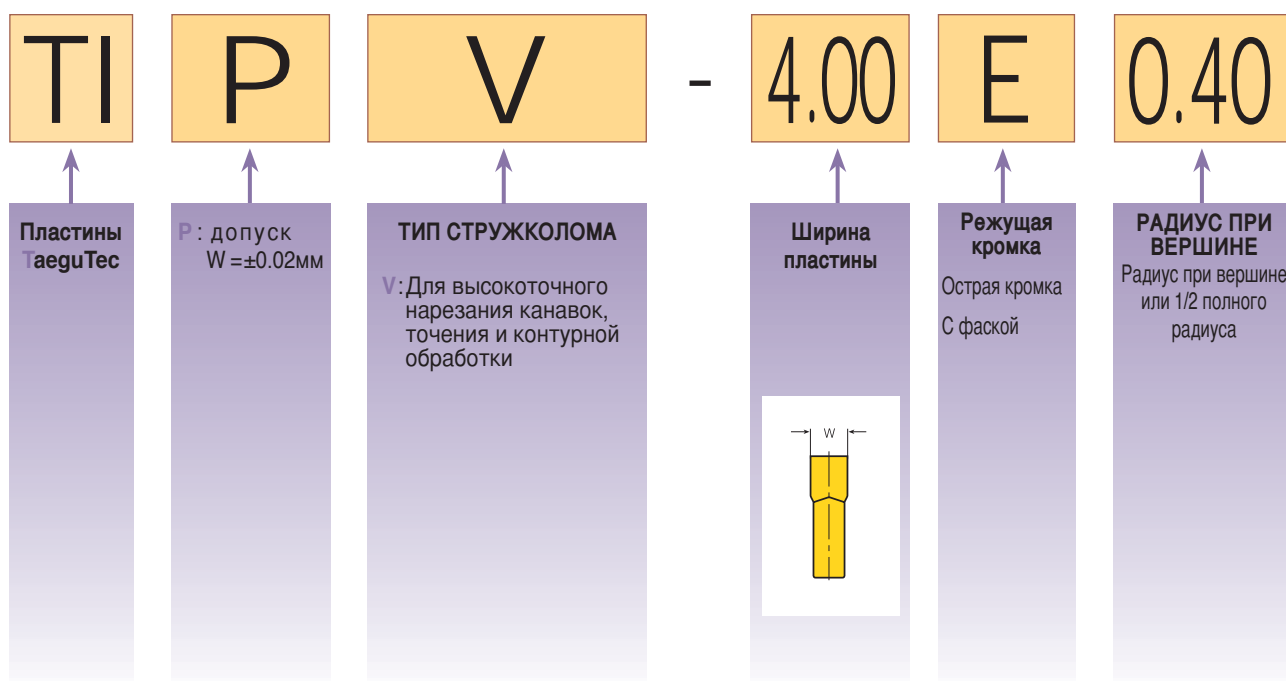 TI P V - 4.00 E 0.40
Пластины
TaeguTec
P: допуск
W =±0.02мм
ТИП СТРУЖКОЛОМА
V: Для высокоточного
нарезания канавок,
точения и контурной
обработки
Ширина
пластины
W
Режущая
кромка
Острая кромка
С фаской
РАДИУС ПРИ
ВЕРШИНЕ
Радиус при вершине
или 1/2 полного
радиуса